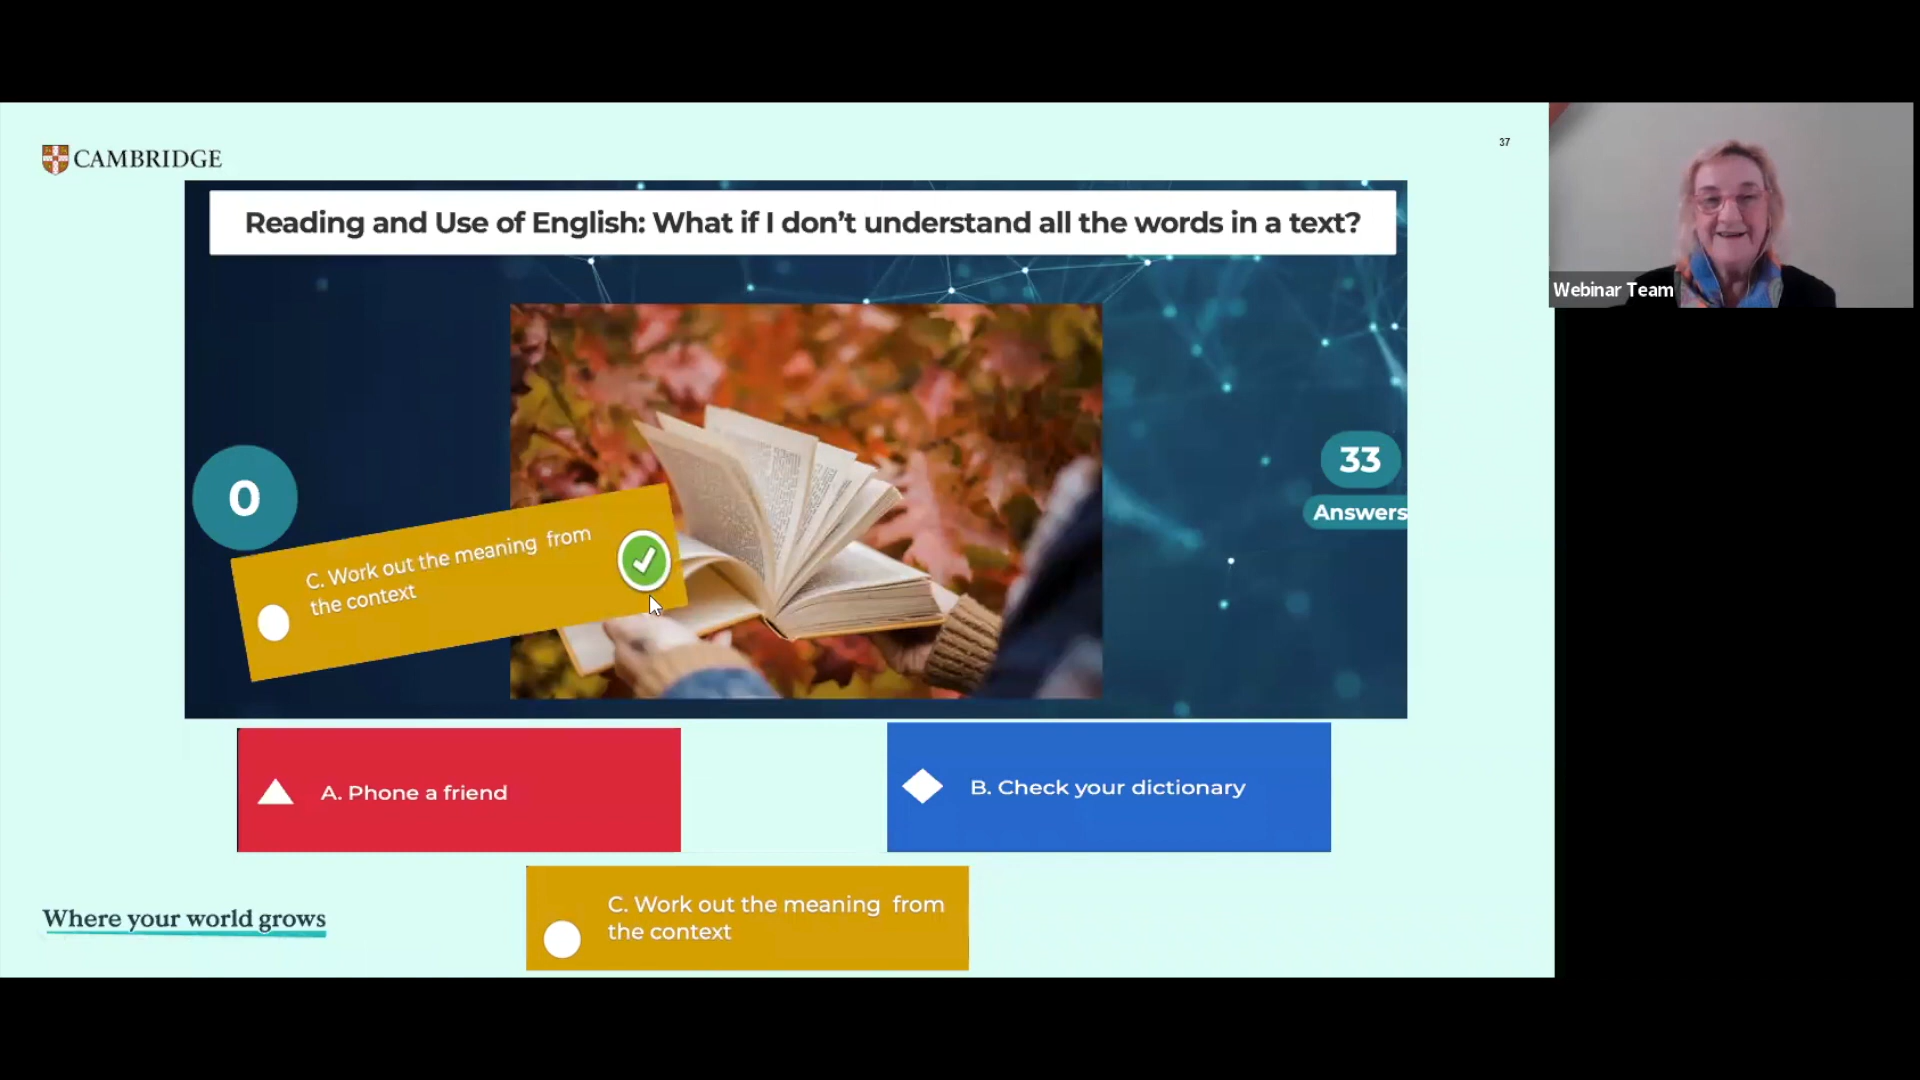 CAMBRIDGE
37
Reading and Use of English: What if I don't understand all the words in a text?
Webinar Team
0
33
Answers
C. Work out the meaning from
the context
A. Phone a friend
B. Check your dictionary
C. Work out the meaning from
the context
Where your world grows